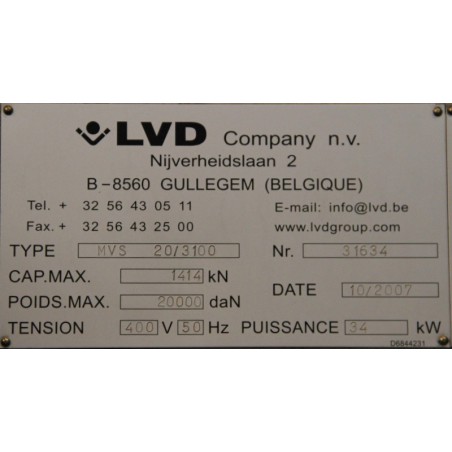 LVD Company n.v.
Nijverheidslaan 2
B-8560 GULLEGEM (BELGIQUE)
Tel. + 32 56 43 05 11 E-mail: info@lvd.be
Fax. + 32 56 43 25 00 www.lvdgroup.com
TYPE MVS 20/3100 Nr. 31634
CAP.MAX. 1414 kN
POIDS.MAX. 20000 daN DATE 10/2007
TENSION 400 V 50 Hz PUISSANCE 34 kW
D6844231